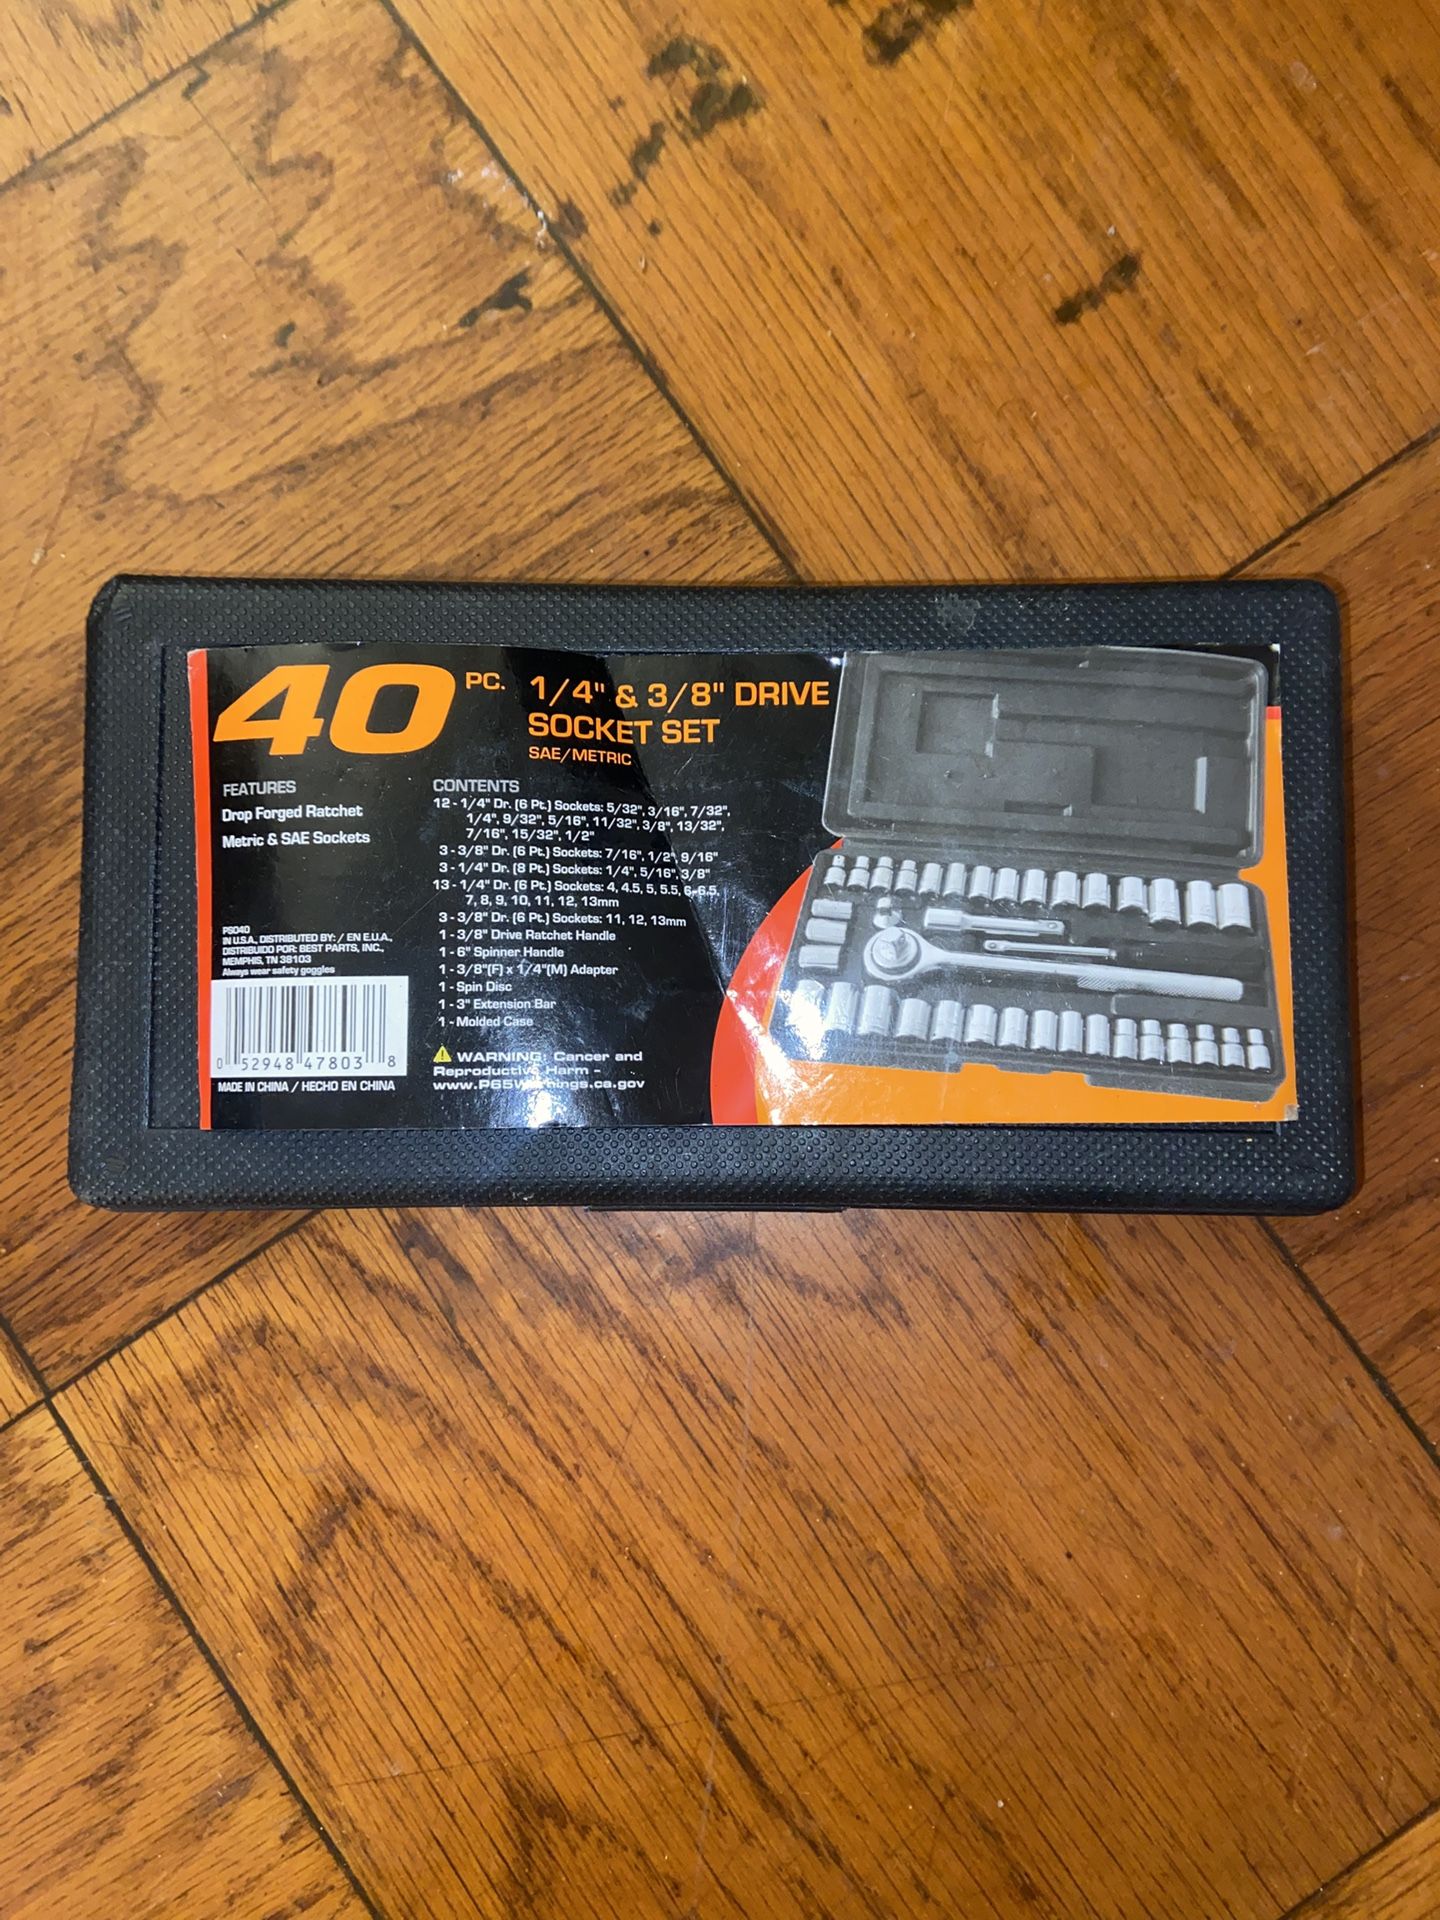 40 PC. 1/4" & 3/8" DRIVE
SOCKET SET
SAE/METRIC
FEATURES
Drop Forged Ratchet
Metric & SAE Sockets
CONTENTS
12 - 1/4" Dr. (6 Pt.) Sockets: 5/32", 3/16", 7/32",
1/4", 9/32", 5/16", 11/32", 3/8", 13/32",
7/16", 15/32", 1/2"
3 - 3/8" Dr. (6 Pt.) Sockets: 7/16", 1/2", 9/16"
3 - 1/4" Dr. (8 Pt.) Sockets: 1/4", 5/16", 3/8"
13 - 1/4" Dr. (6 Pt.) Sockets: 4, 4.5, 5, 5.5, 6-6.5,
7, 8, 9, 10, 11, 12, 13mm
3 - 3/8" Dr. (6 Pt.) Sockets: 11, 12, 13mm
1 - 3/8" Drive Ratchet Handle
1 - 6" Spinner Handle
1 - 3/8"(F) x 1/4"(M) Adapter
1 - Spin Disc
1 - 3" Extension Bar
1 - Molded Case
WARNING: Cancer and
Reproductive Harm -
www.P65Warnings.ca.gov
PS040
IN U.S.A., DISTRIBUTED BY: / EN E.U.A.,
DISTRIBUIDO POR: BEST PARTS, INC.,
MEMPHIS, TN 38103
Always wear safety goggles
0 52948 47803 8
MADE IN CHINA / HECHO EN CHINA